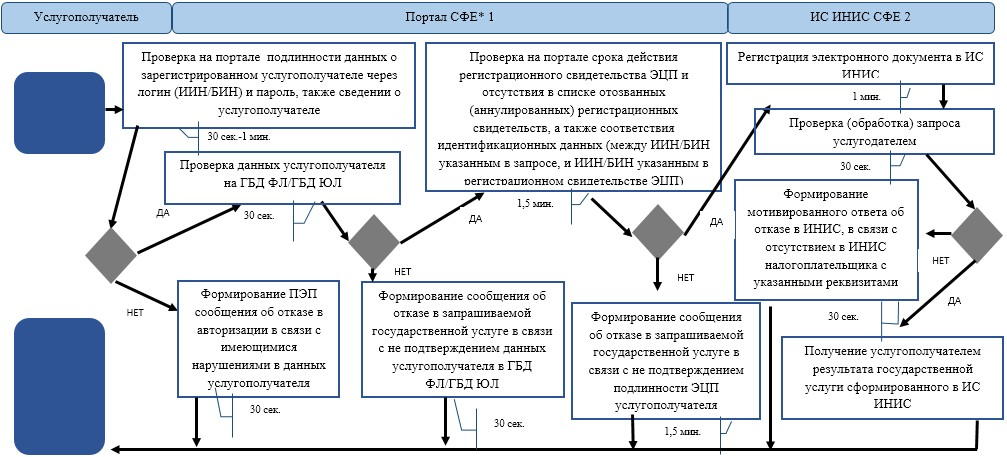 Услугополучатель
Портал СФЕ* 1
ИС ИНИС СФЕ 2
Проверка на портале подлинности данных о
зарегистрированном услугополучателе через
логин (ИИН/БИН) и пароль, также сведении о
услугополучателе
30 сек.-1 мин.
Проверка данных услугополучателя
на ГБД ФЛ/ГБД ЮЛ
30 сек.
ДА
НЕТ
Формирование ПЭП
сообщения об отказе в
авторизации в связи с
имеющимися
нарушениями в данных
услугополучателя
30 сек.
Проверка на портале срока действия
регистрационного свидетельства ЭЦП и
отсутствия в списке отозванных
(аннулированных) регистрационных
свидетельств, а также соответствия
идентификационных данных (между ИИН/БИН
указанным в запросе, и ИИН/БИН указанным в
регистрационном свидетельстве ЭЦП)
1,5 мин.
ДА
НЕТ
Формирование сообщения об
отказе в запрашиваемой
государственной услуге в связи
с не подтверждением данных
услугополучателя в ГБД
ФЛ/ГБД ЮЛ
30 сек.
ДА
НЕТ
Формирование сообщения
об отказе в запрашиваемой
государственной услуге в
связи с не подтверждением
подлинности ЭЦП
услугополучателя
1,5 мин.
Регистрация электронного документа в ИС
ИНИС
1 мин.
Проверка (обработка) запроса
услугодателем
30 сек.
Формирование
мотивированного ответа об
отказе в ИНИС, в связи с
отсутствием в ИНИС
налогоплательщика с
указанными реквизитами
НЕТ
ДА
30 сек.
Получение услугополучателем
результата государственной
услуги сформированного в ИС
ИНИС